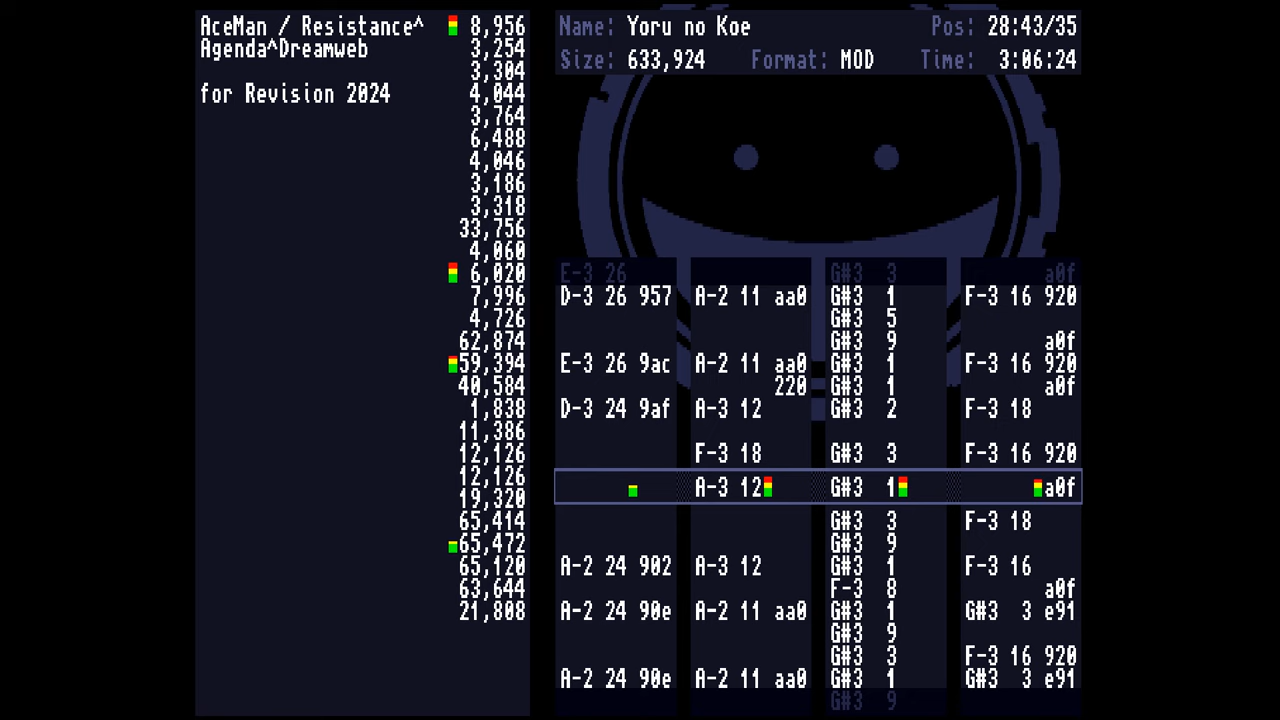 AceMan / Resistance^ 8,956
Agenda^Dreamweb 3,254
3,304
for Revision 2024 4,044
3,764
6,488
4,046
3,186
3,318
33,756
4,060
6,020
7,996
4,726
62,874
59,394
40,584
1,838
11,386
12,126
12,126
19,320
65,414
65,472
65,120
63,644
21,808
Name: Yoru no Koe Pos: 28:43/35
Size: 633,924 Format: MOD Time: 3:06:24
E-3 26 G#3 3 a0f
D-3 26 957 A-2 11 aa0 G#3 1 F-3 16 920
G#3 5
G#3 9 a0f
E-3 26 9ac A-2 11 aa0 G#3 1 F-3 16 920
220 G#3 1 a0f
D-3 24 9af A-3 12 G#3 2 F-3 18
F-3 18 G#3 3 F-3 16 920
A-3 12 G#3 1 a0f
G#3 3 F-3 18
G#3 9
A-2 24 902 A-3 12 G#3 1 F-3 16
F-3 8 a0f
A-2 24 90e A-2 11 aa0 G#3 1 G#3 3 e91
G#3 9
G#3 3 F-3 16 920
A-2 24 90e A-2 11 aa0 G#3 1 G#3 3 e91
G#3 9